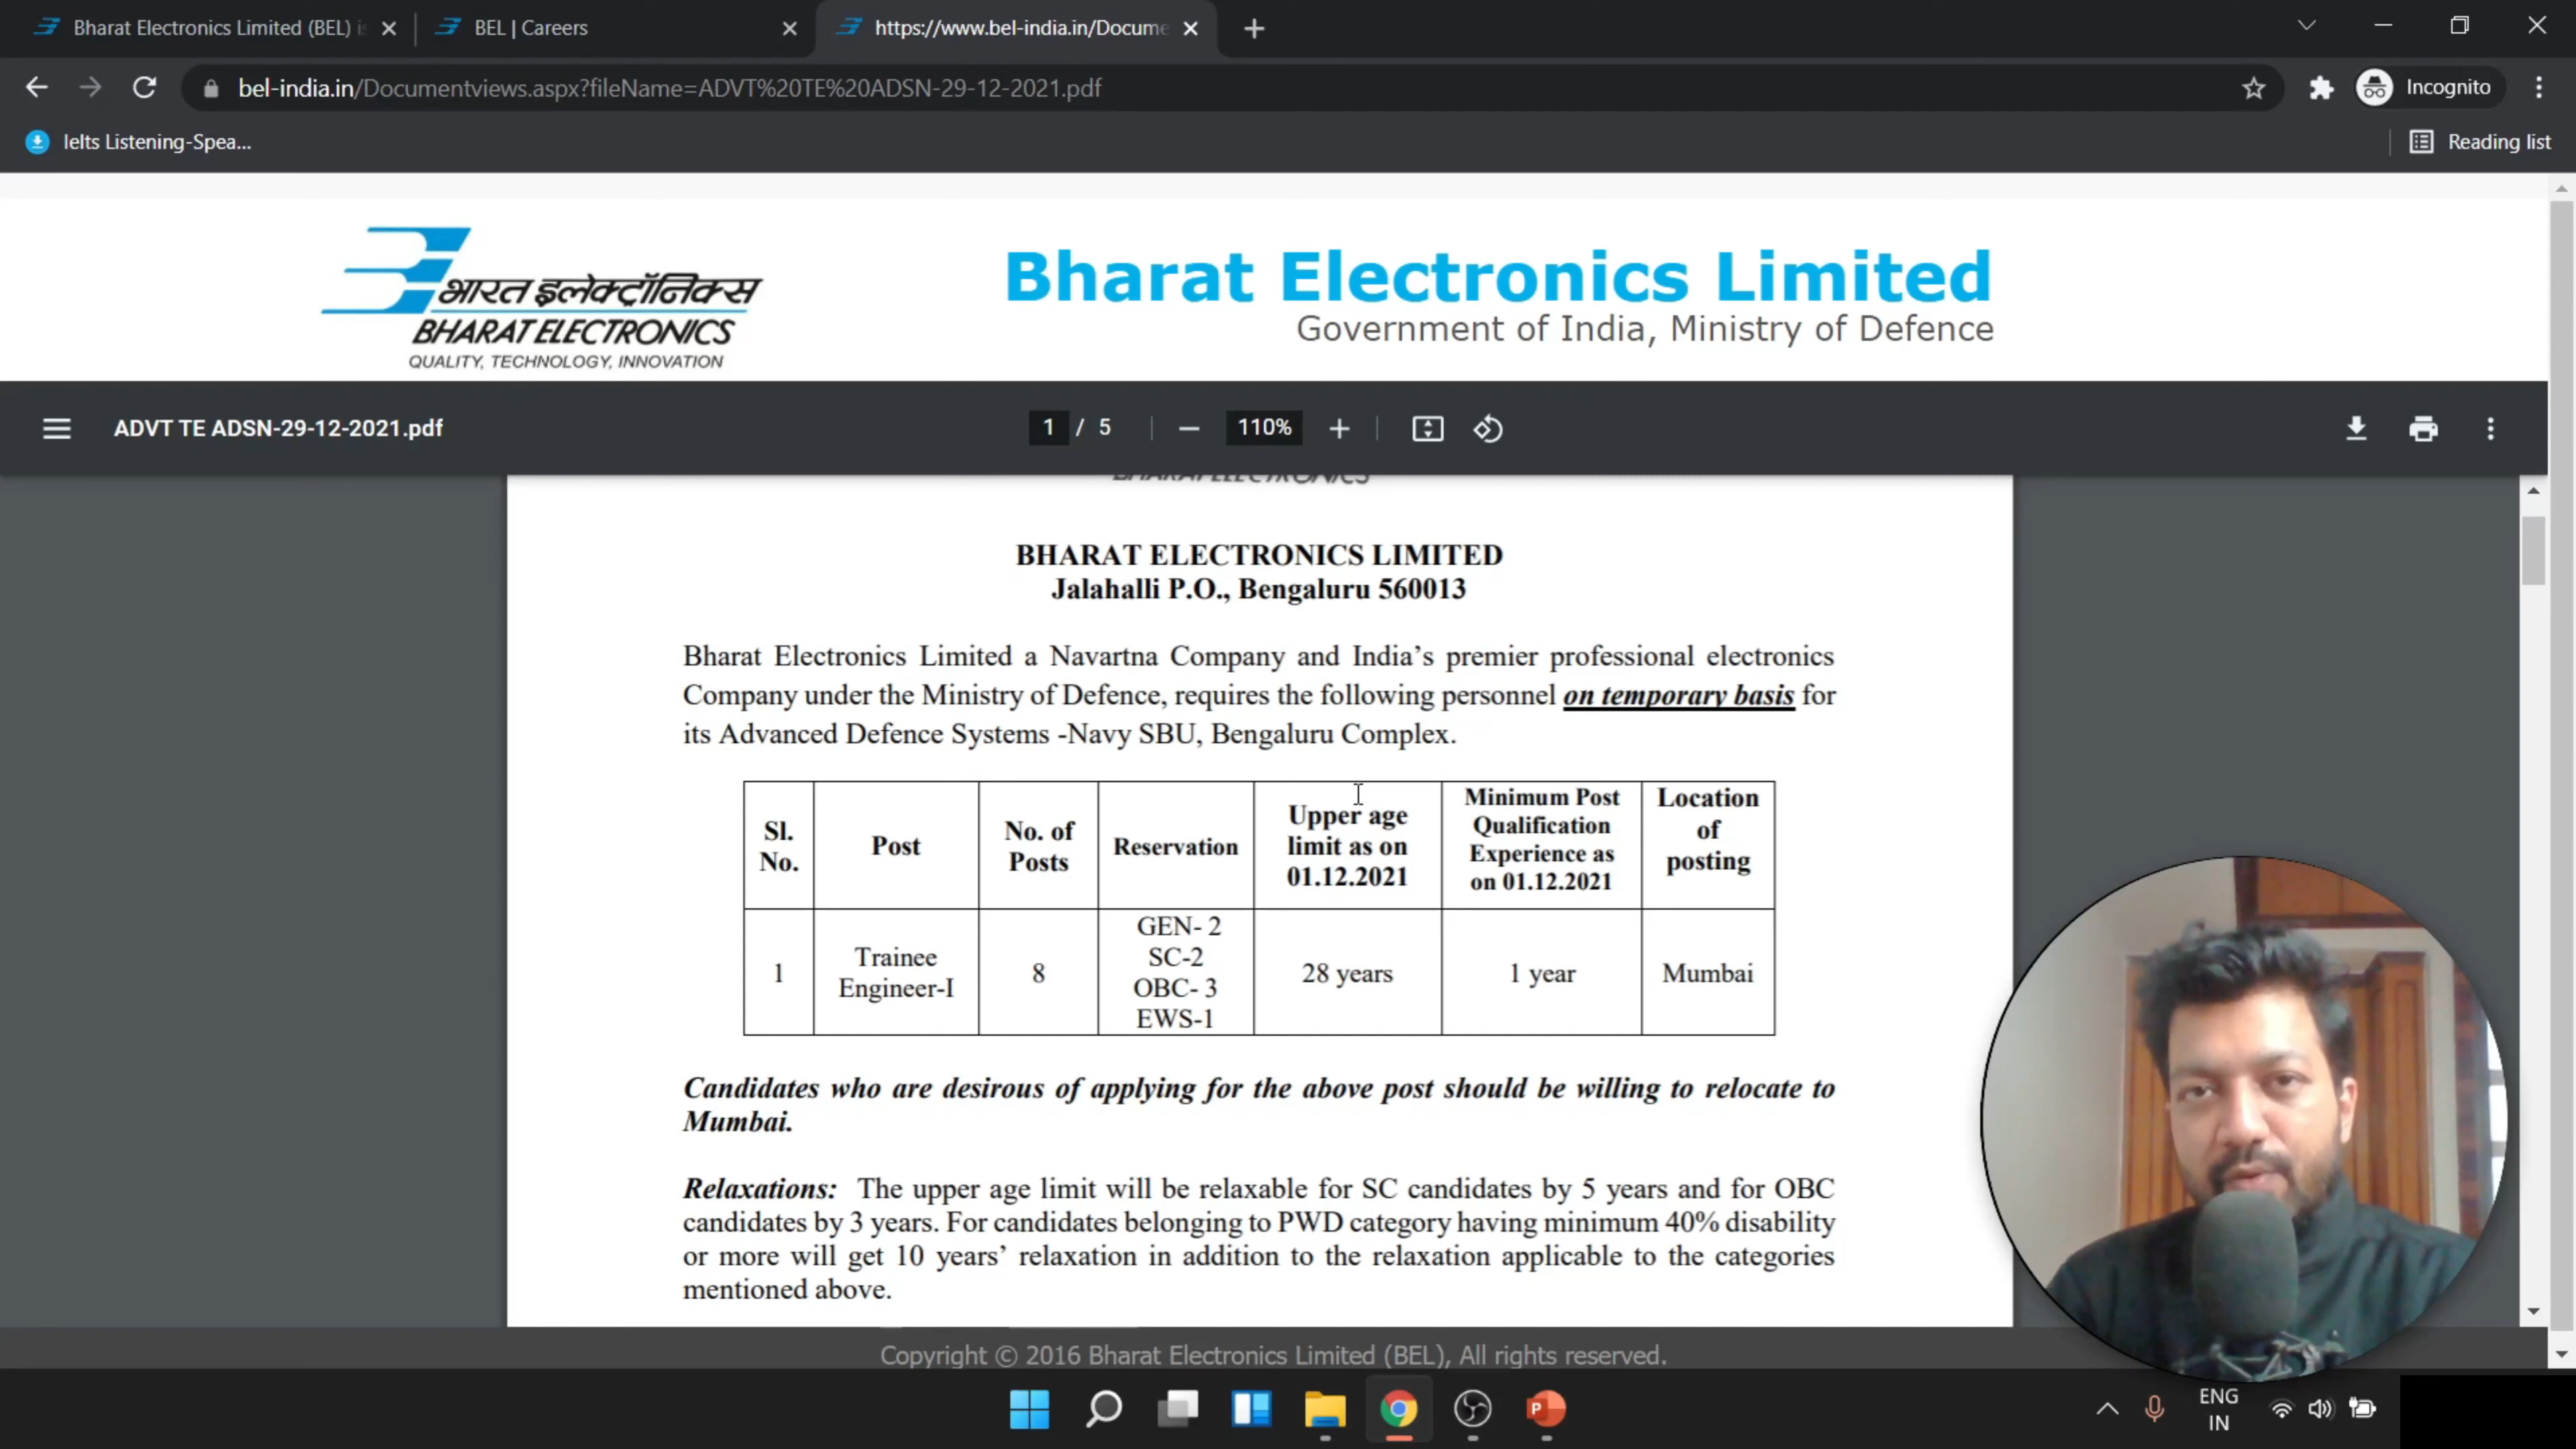 Bharat Electronics Limited (BEL) i
BEL | Careers
https://www.bel-india.in/Docume
bel-india.in/Documentviews.aspx?fileName=ADVT%20TE%20ADSN-29-12-2021.pdf
Incognito
Ielts Listening-Spea...
Reading list
भारत इलेक्ट्रॉनिक्स
BHARAT ELECTRONICS
QUALITY, TECHNOLOGY, INNOVATION
Bharat Electronics Limited
Government of India, Ministry of Defence
ADVT TE ADSN-29-12-2021.pdf
1 / 5
110%
BHARAT ELECTRONICS
BHARAT ELECTRONICS LIMITED
Jalahalli P.O., Bengaluru 560013
Bharat Electronics Limited a Navartna Company and India's premier professional electronics
Company under the Ministry of Defence, requires the following personnel on temporary basis for
its Advanced Defence Systems -Navy SBU, Bengaluru Complex.
Sl.
No.
Post
No. of
Posts
Reservation
Upper age
limit as on
01.12.2021
Minimum Post
Qualification
Experience as
on 01.12.2021
Location
of
posting
1
Trainee
Engineer-I
8
GEN- 2
SC-2
OBC- 3
EWS-1
28 years
1 year
Mumbai
Candidates who are desirous of applying for the above post should be willing to relocate to
Mumbai.
Relaxations: The upper age limit will be relaxable for SC candidates by 5 years and for OBC
candidates by 3 years. For candidates belonging to PWD category having minimum 40% disability
or more will get 10 years' relaxation in addition to the relaxation applicable to the categories
mentioned above.
Copyright © 2016 Bharat Electronics Limited (BEL), All rights reserved.
P
ENG
IN